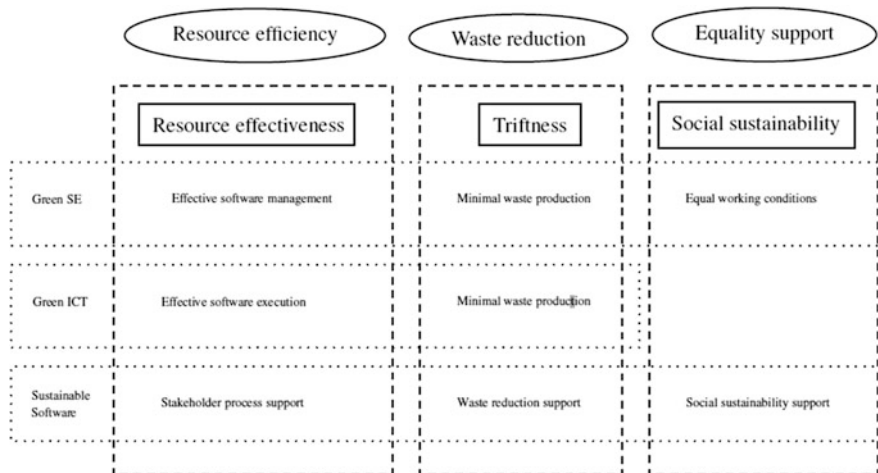 Resource efficiency
Waste reduction
Equality support
Resource effectiveness
Triftness
Social sustainability
Green SE
Effective software management
Minimal waste production
Equal working conditions
Green ICT
Effective software execution
Minimal waste production
Sustainable
Software
Stakeholder process support
Waste reduction support
Social sustainability support